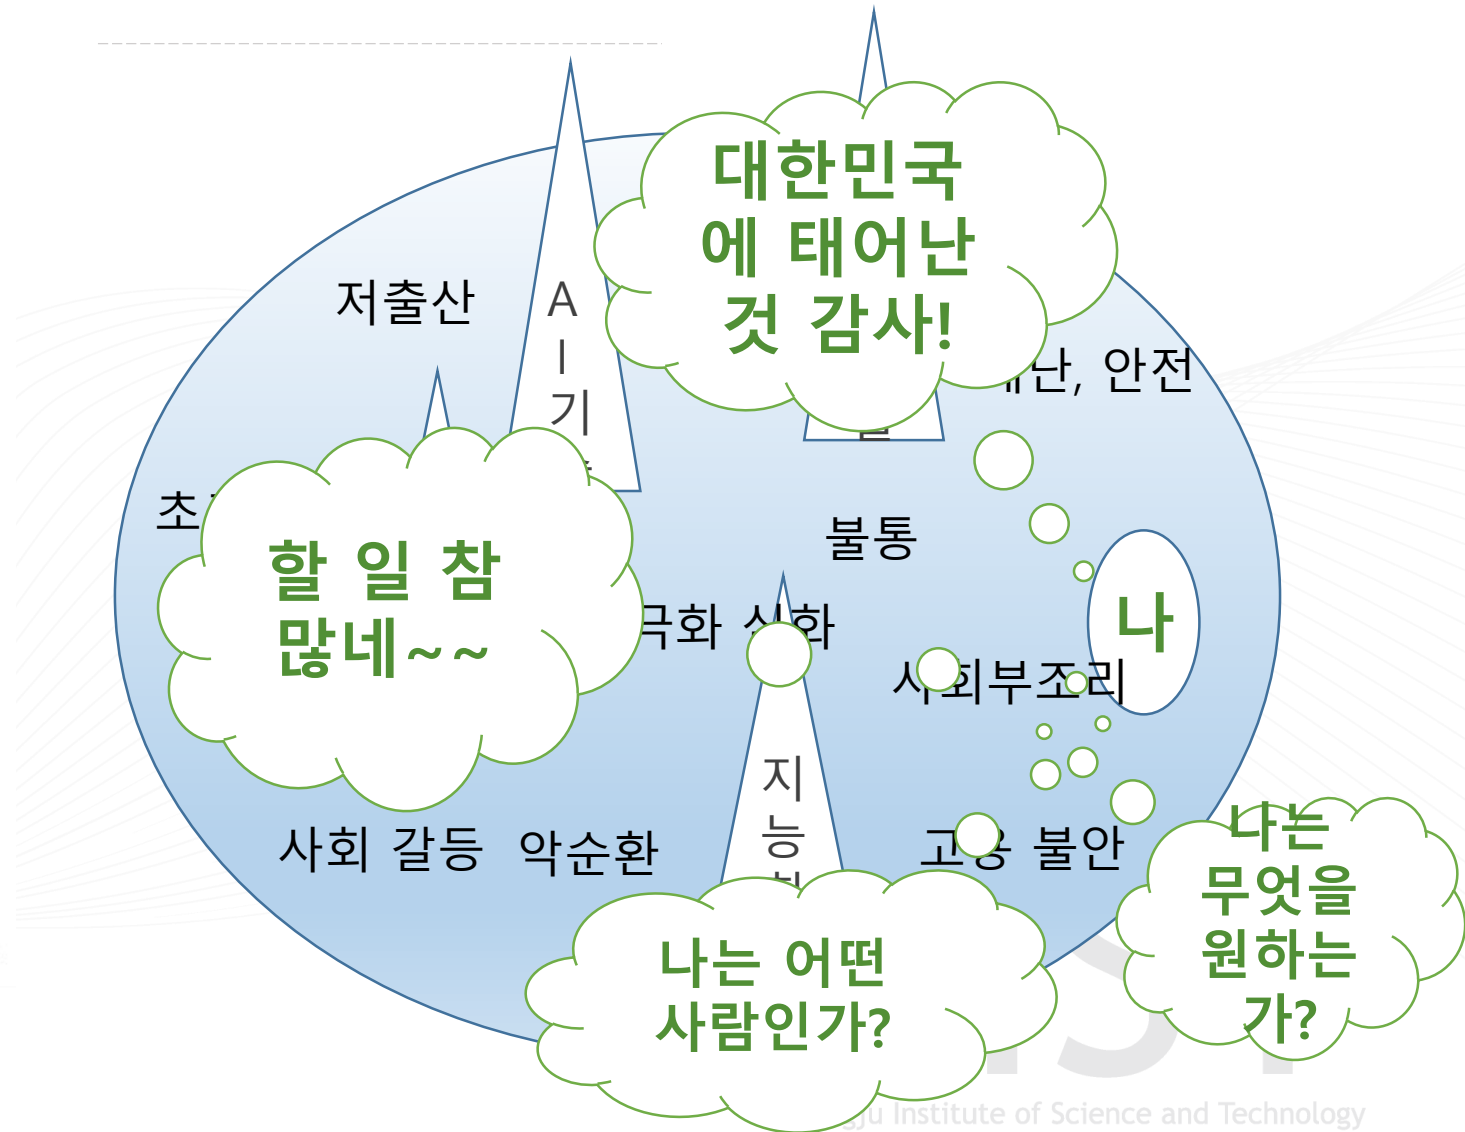 대한민국
에 태어난
것 감사!
저출산
A
I
기
난, 안전
초
할 일 참
많네~~
불통
나
극화 심화
사회부조리
지
능
사회 갈등
악순환
고용 불안
나는
무엇을
원하는
가?
나는 어떤
사람인가?
Institute of Science and Technology